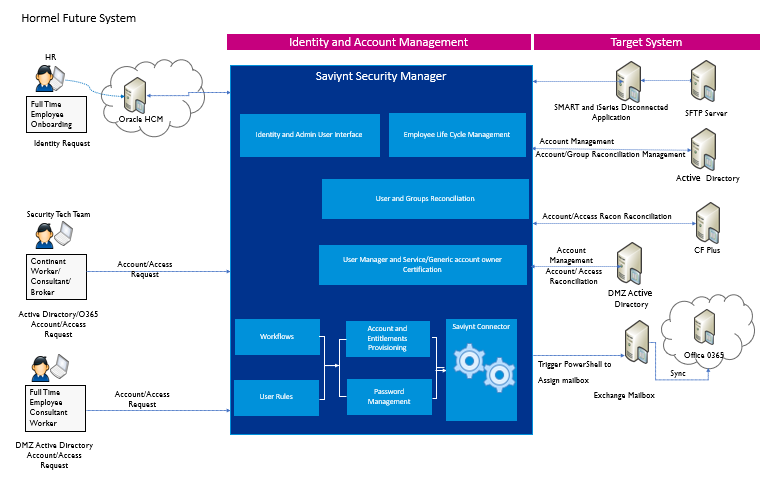 Hormel Future System
Identity and Account Management
Target System
HR
Full Time
Employee
Onboarding
Identity Request
Oracle HCM
Security Tech Team
Continent
Worker/
Consultant/
Broker
Active Directory/O365
Account/Access
Request
Account/Access
Request
Full Time
Employee
Consultant
Worker
DMZ Active Directory
Account/Access
Request
Account/Access
Request
Saviynt Security Manager
Identity and Admin User Interface
Employee Life Cycle Management
User and Groups Reconciliation
User Manager and Service/Generic account owner
Certification
Workflows
User Rules
Account and
Entitlements
Provisioning
Password
Management
Saviynt Connector
SMART and iSeries Disconnected
Application
SFTP Server
Account Management
Account/Group Reconciliation Management
Active Directory
Account/Access Recon Reconciliation
CF Plus
Account
Management
Account/ Access
Reconciliation
DMZ Active
Directory
Trigger PowerShell to
Assign mailbox
Exchange Mailbox
Sync
Office 0365